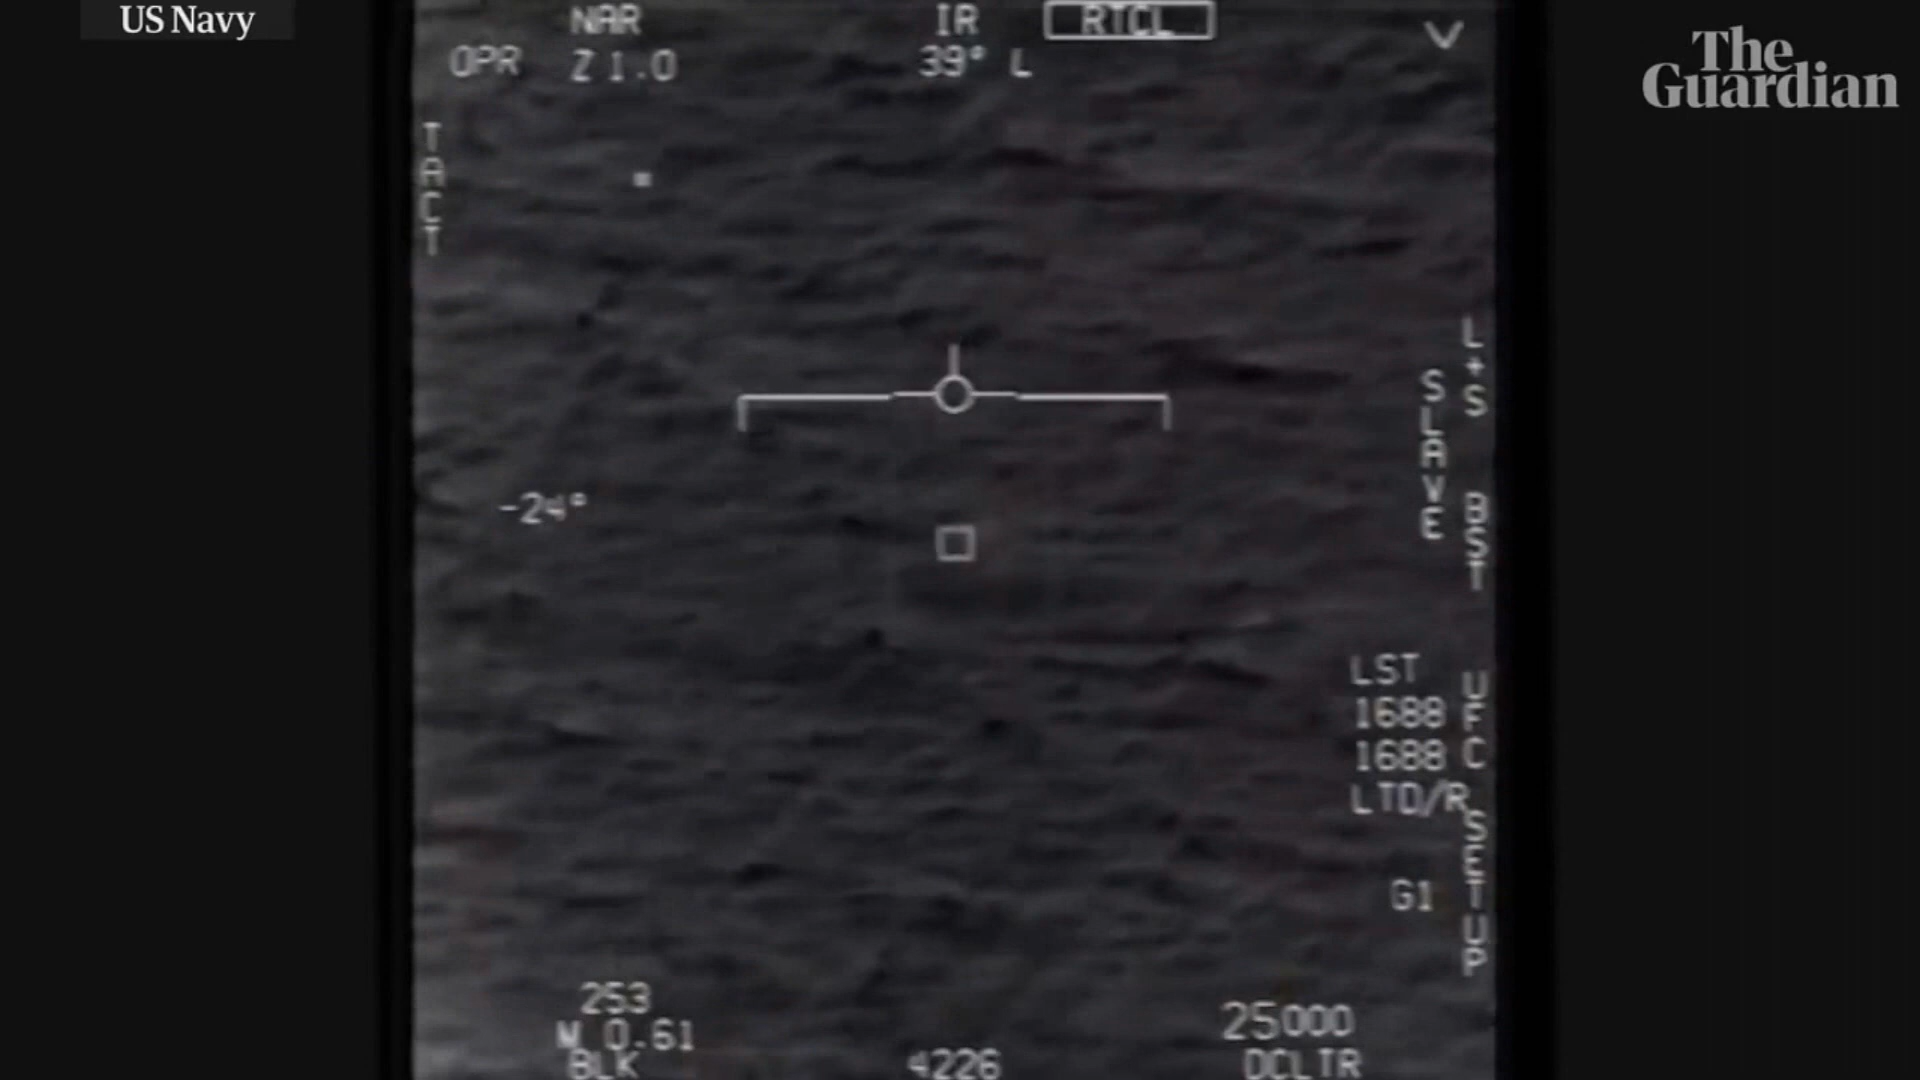 US Navy
The
Guardian
NAR
IR
RTCL
OPR
Z 1.0
39° L
TACT
-24°
L+S
SLAVE
BST
LST
1688
1688
LTD/R
UFC
SETUP
G1
253
M 0.61
BLK
4226
25000
DCLTR